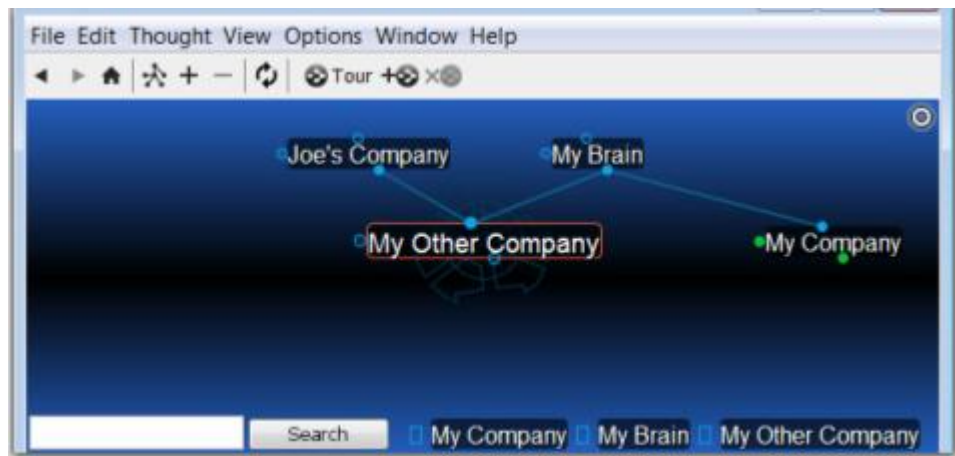 File Edit Thought View Options Window Help
Tour
Joe's Company My Brain
My Other Company My Company
Search My Company My Brain My Other Company